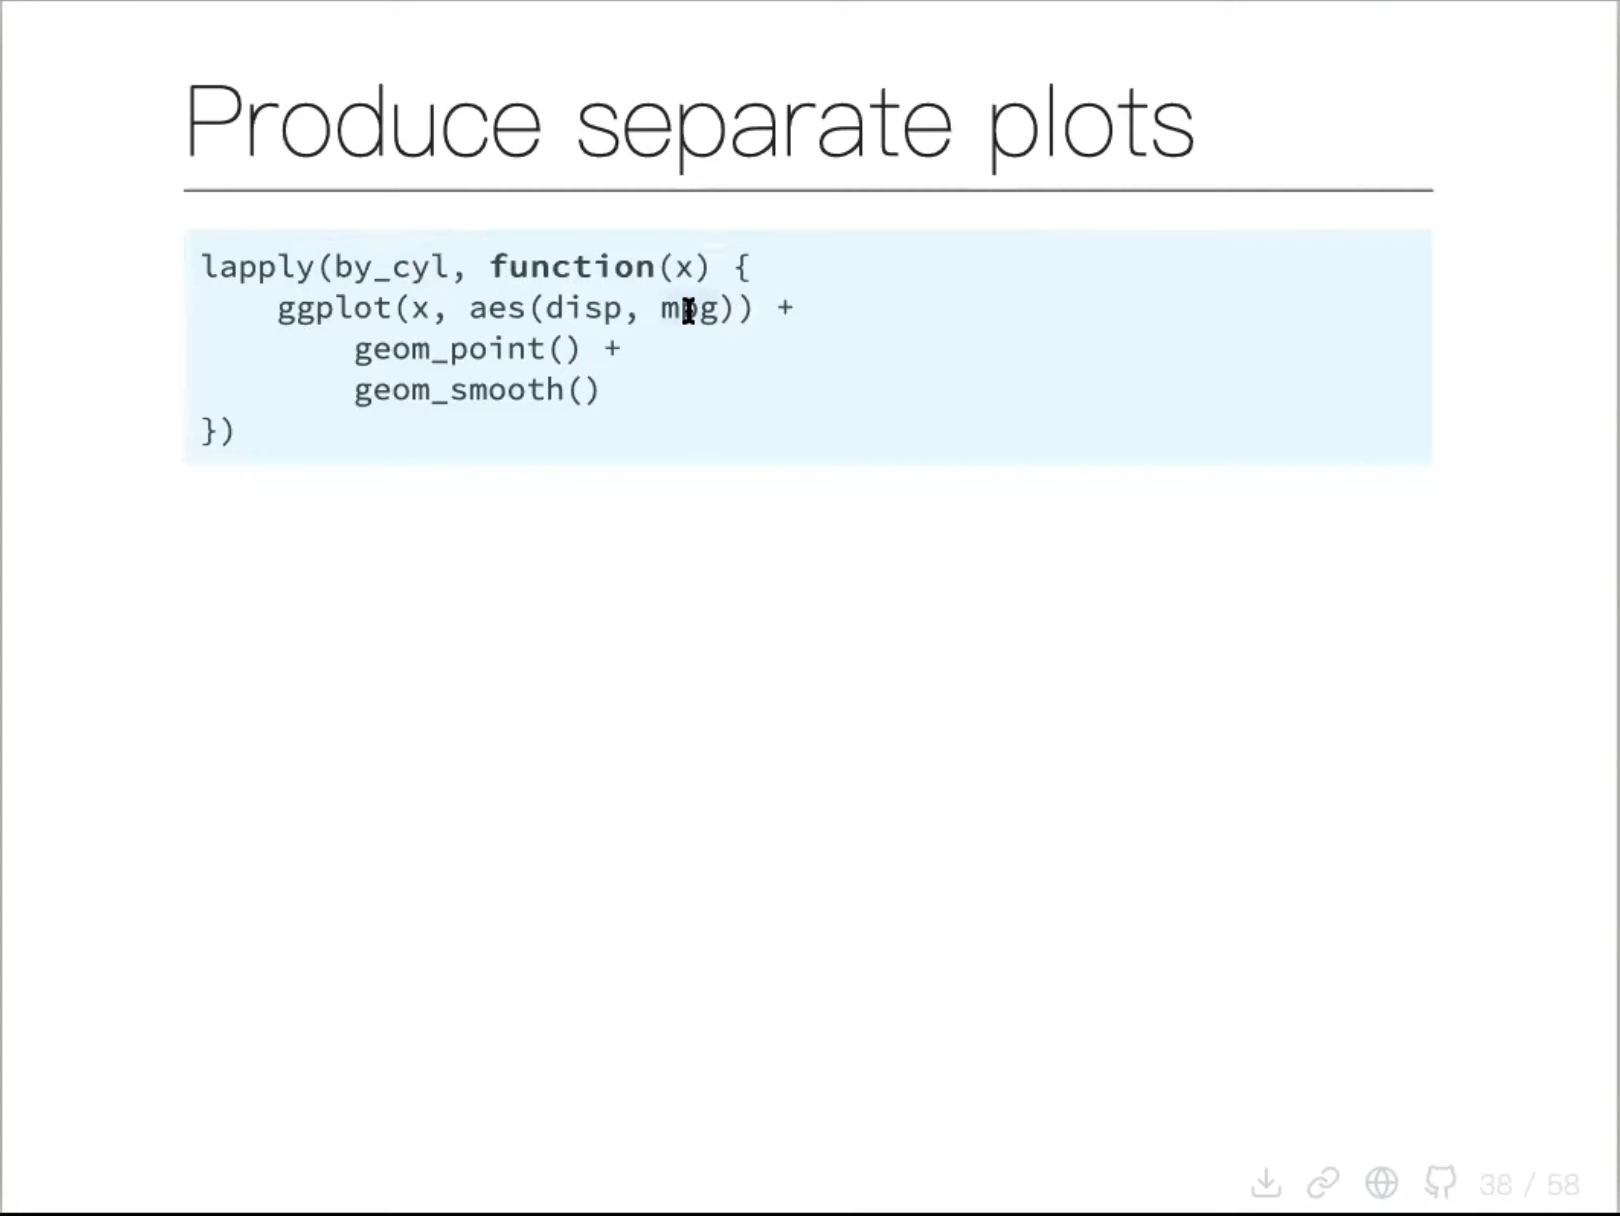 Produce separate plots
lapply(by_cyl, function(x) {
    ggplot(x, aes(disp, mpg)) +
        geom_point() +
        geom_smooth()
})
38 / 58